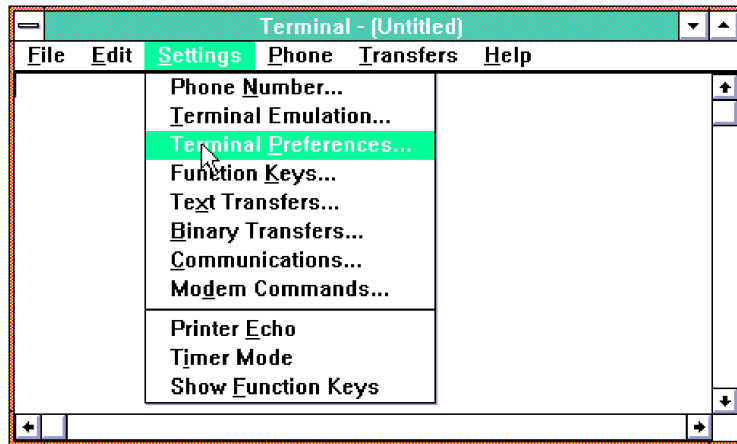 Terminal - (Untitled)
File Edit Settings Phone Transfers Help
Phone Number...
Terminal Emulation...
Terminal Preferences...
Function Keys...
Text Transfers...
Binary Transfers...
Communications...
Modem Commands...
Printer Echo
Timer Mode
Show Function Keys